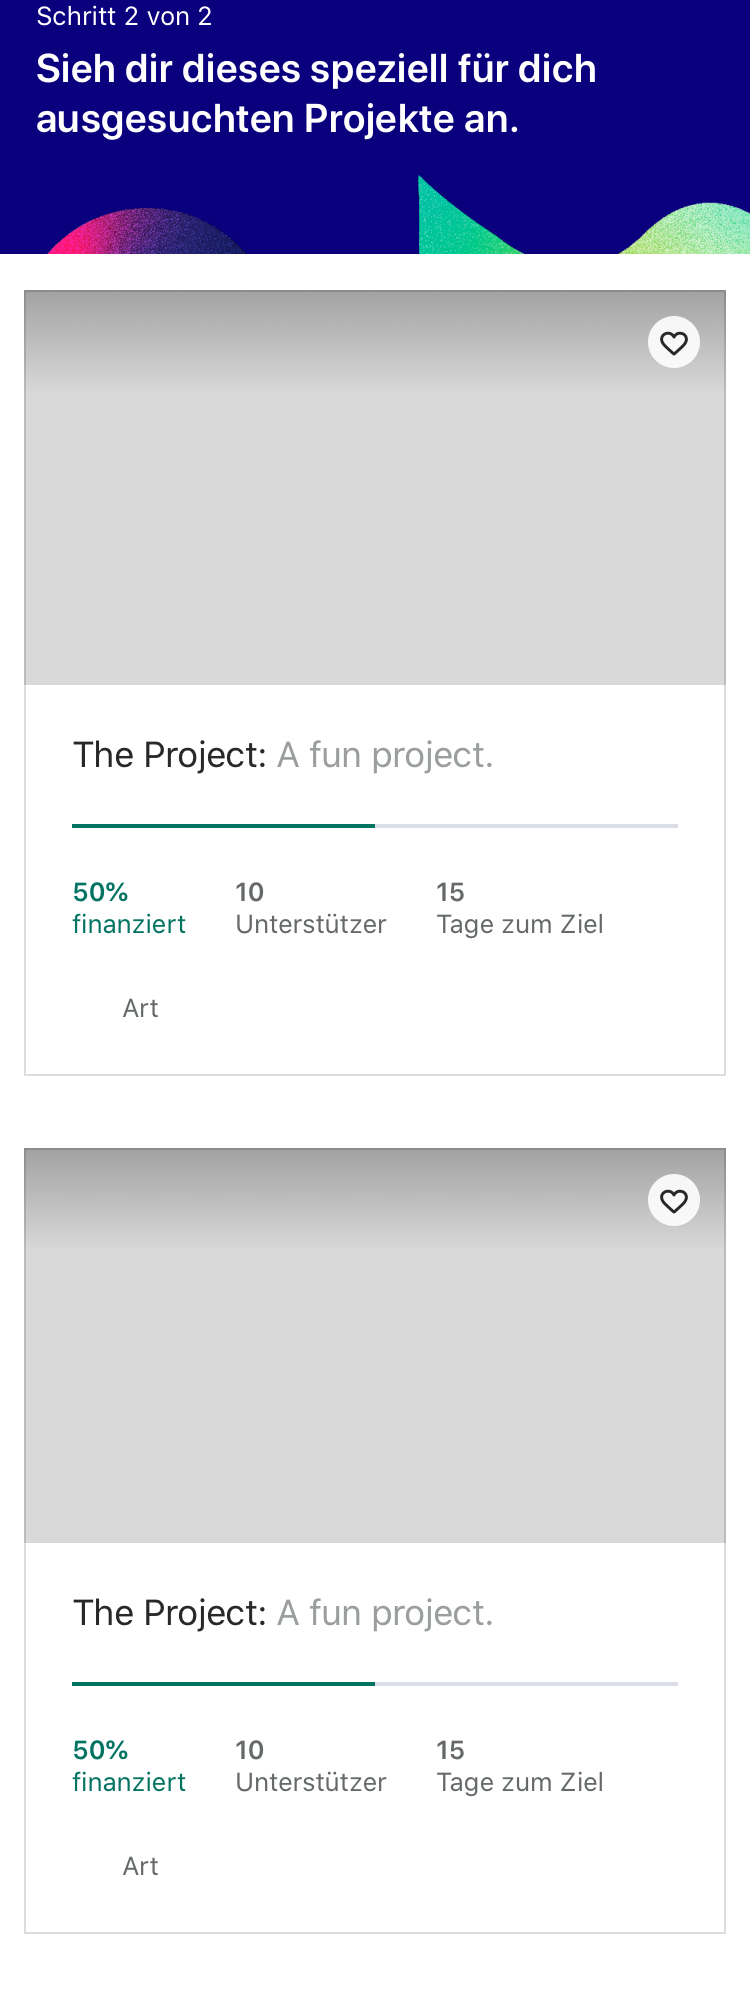 Schritt 2 von 2
Sieh dir dieses speziell für dich
ausgesuchten Projekte an.
The Project: A fun project.
50%
finanziert
10
Unterstützer
15
Tage zum Ziel
Art
The Project: A fun project.
50%
finanziert
10
Unterstützer
15
Tage zum Ziel
Art